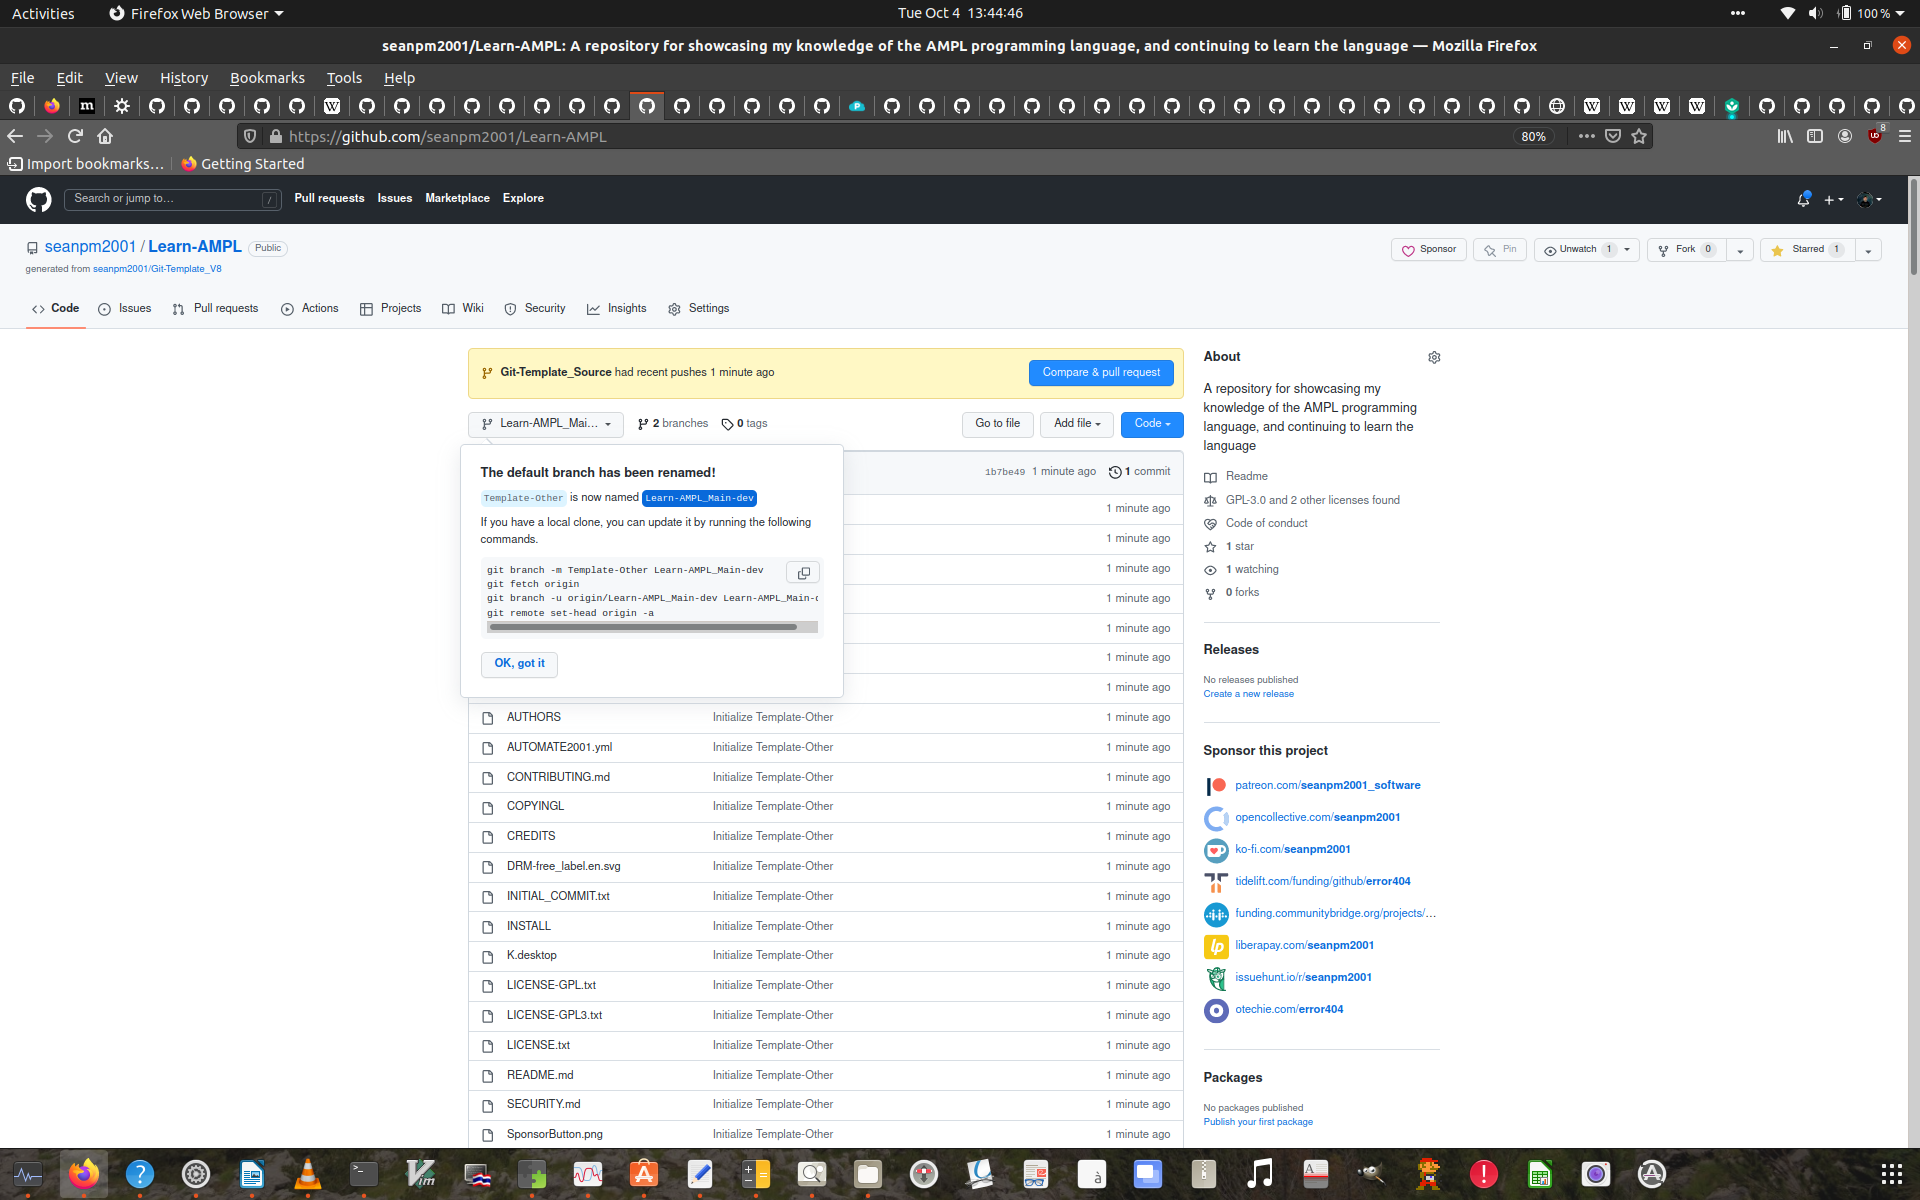 Activities
Firefox Web Browser
Tue Oct 4 13:44:46
100 %
seanpm2001/Learn-AMPL: A repository for showcasing my knowledge of the AMPL programming language, and continuing to learn the language — Mozilla Firefox
File Edit View History Bookmarks Tools Help
https://github.com/seanpm2001/Learn-AMPL
80%
8
Import bookmarks...
Getting Started
Search or jump to...
/
Pull requests Issues Marketplace Explore
seanpm2001 / Learn-AMPL Public
generated from seanpm2001/Git-Template_V8
Sponsor
Pin
Unwatch 1
Fork 0
Starred 1
Code
Issues
Pull requests
Actions
Projects
Wiki
Security
Insights
Settings
Git-Template_Source had recent pushes 1 minute ago
Compare & pull request
Learn-AMPL_Mai...
2 branches
0 tags
Go to file
Add file
Code
The default branch has been renamed!
Template-Other is now named Learn-AMPL_Main-dev
If you have a local clone, you can update it by running the following
commands.
git branch -m Template-Other Learn-AMPL_Main-dev
git fetch origin
git branch -u origin/Learn-AMPL_Main-dev Learn-AMPL_Main-
git remote set-head origin -a
OK, got it
1b7be49 1 minute ago 1 commit
1 minute ago
1 minute ago
1 minute ago
1 minute ago
1 minute ago
1 minute ago
1 minute ago
AUTHORS Initialize Template-Other 1 minute ago
AUTOMATE2001.yml Initialize Template-Other 1 minute ago
CONTRIBUTING.md Initialize Template-Other 1 minute ago
COPYINGL Initialize Template-Other 1 minute ago
CREDITS Initialize Template-Other 1 minute ago
DRM-free_label.en.svg Initialize Template-Other 1 minute ago
INITIAL_COMMIT.txt Initialize Template-Other 1 minute ago
INSTALL Initialize Template-Other 1 minute ago
K.desktop Initialize Template-Other 1 minute ago
LICENSE-GPL.txt Initialize Template-Other 1 minute ago
LICENSE-GPL3.txt Initialize Template-Other 1 minute ago
LICENSE.txt Initialize Template-Other 1 minute ago
README.md Initialize Template-Other 1 minute ago
SECURITY.md Initialize Template-Other 1 minute ago
SponsorButton.png Initialize Template-Other 1 minute ago
About
A repository for showcasing my
knowledge of the AMPL programming
language, and continuing to learn the
language
Readme
GPL-3.0 and 2 other licenses found
Code of conduct
1 star
1 watching
0 forks
Releases
No releases published
Create a new release
Sponsor this project
patreon.com/seanpm2001_software
opencollective.com/seanpm2001
ko-fi.com/seanpm2001
tidelift.com/funding/github/error404
funding.communitybridge.org/projects/...
liberapay.com/seanpm2001
issuehunt.io/r/seanpm2001
otechie.com/error404
Packages
No packages published
Publish your first package